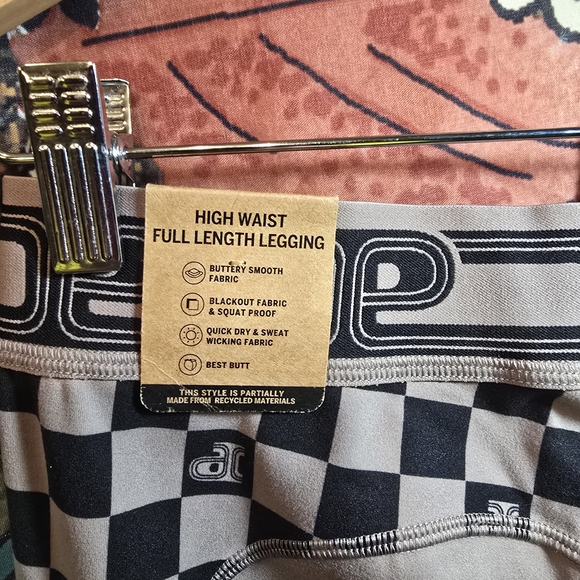 HIGH WAIST
FULL LENGTH LEGGING
BUTTERY SMOOTH
FABRIC
BLACKOUT FABRIC
& SQUAT PROOF
QUICK DRY & SWEAT
WICKING FABRIC
BEST BUTT
THIS STYLE IS PARTIALLY
MADE FROM RECYCLED MATERIALS